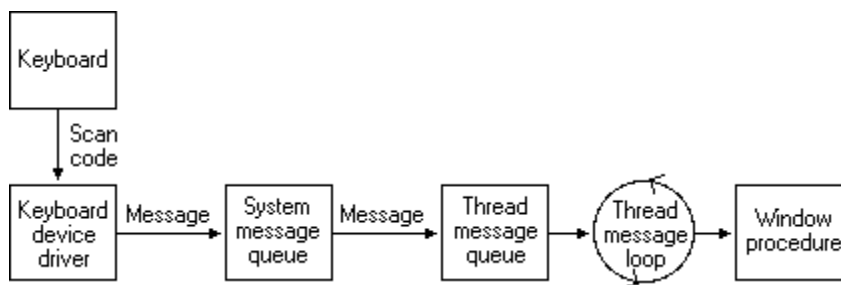 Keyboard
Scan
code
Keyboard
device
driver
Message
System
message
queue
Message
Thread
message
queue
Thread
message
loop
Window
procedure